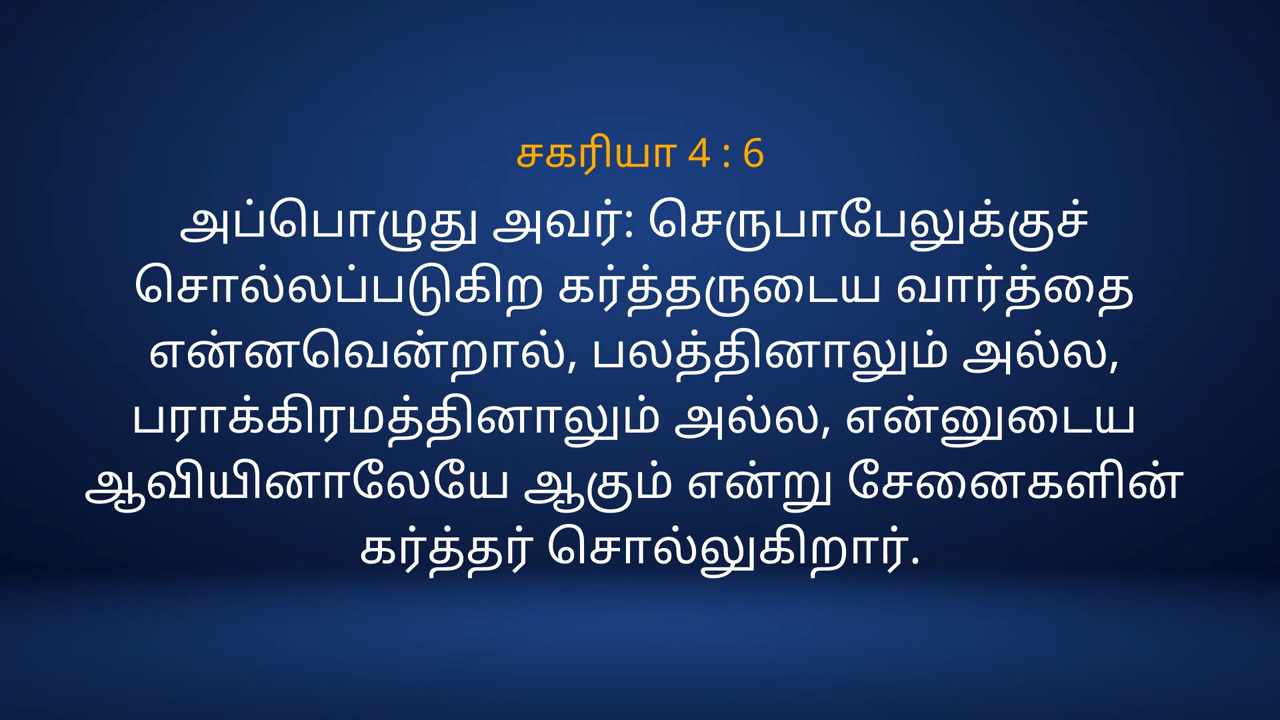 சகரியா 4 : 6
அப்பொழுது அவர்: செருபாபேலுக்குச்
சொல்லப்படுகிற கர்த்தருடைய வார்த்தை
என்னவென்றால், பலத்தினாலும் அல்ல,
பராக்கிரமத்தினாலும் அல்ல, என்னுடைய
ஆவியினாலேயே ஆகும் என்று சேனைகளின்
கர்த்தர் சொல்லுகிறார்.